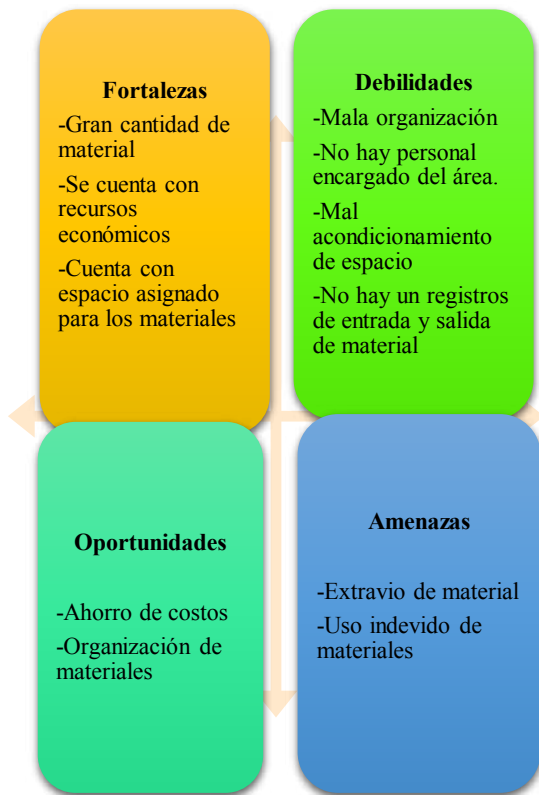 Fortalezas
-Gran cantidad de
material
-Se cuenta con
recursos
económicos
-Cuenta con
espacio asignado
para los materiales
Debilidades
-Mala organización
-No hay personal
encargado del área.
-Mal
acondicionamiento
de espacio
-No hay un registros
de entrada y salida
de material
Oportunidades
-Ahorro de costos
-Organización de
materiales
Amenazas
-Extravio de material
-Uso indevido de
materiales